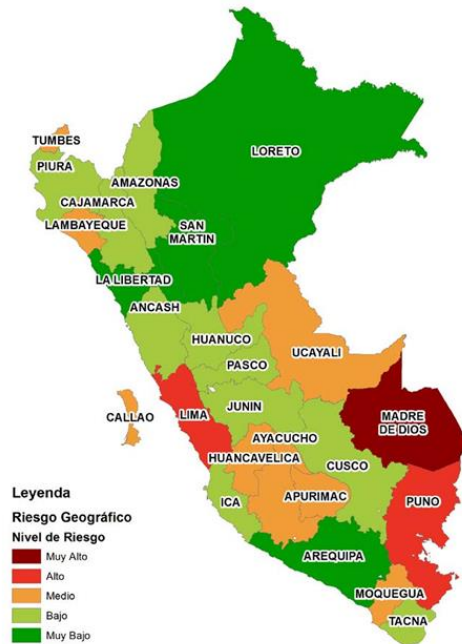 TUMBES
PIURA
LORETO
AMAZONAS
CAJAMARCA
LAMBAYEQUE
SAN
MARTIN
LA LIBERTAD
ANCASH
HUANUCO
UCAYALI
PASCO
CALLAO
LIMA
JUNIN
MADRE
DE DIOS
AYACUCHO
HUANCAVELICA
CUSCO
ICA
APURIMAC
PUNO
AREQUIPA
MOQUEGUA
TACNA
Leyenda
Riesgo Geográfico
Nivel de Riesgo
Muy Alto
Alto
Medio
Bajo
Muy Bajo